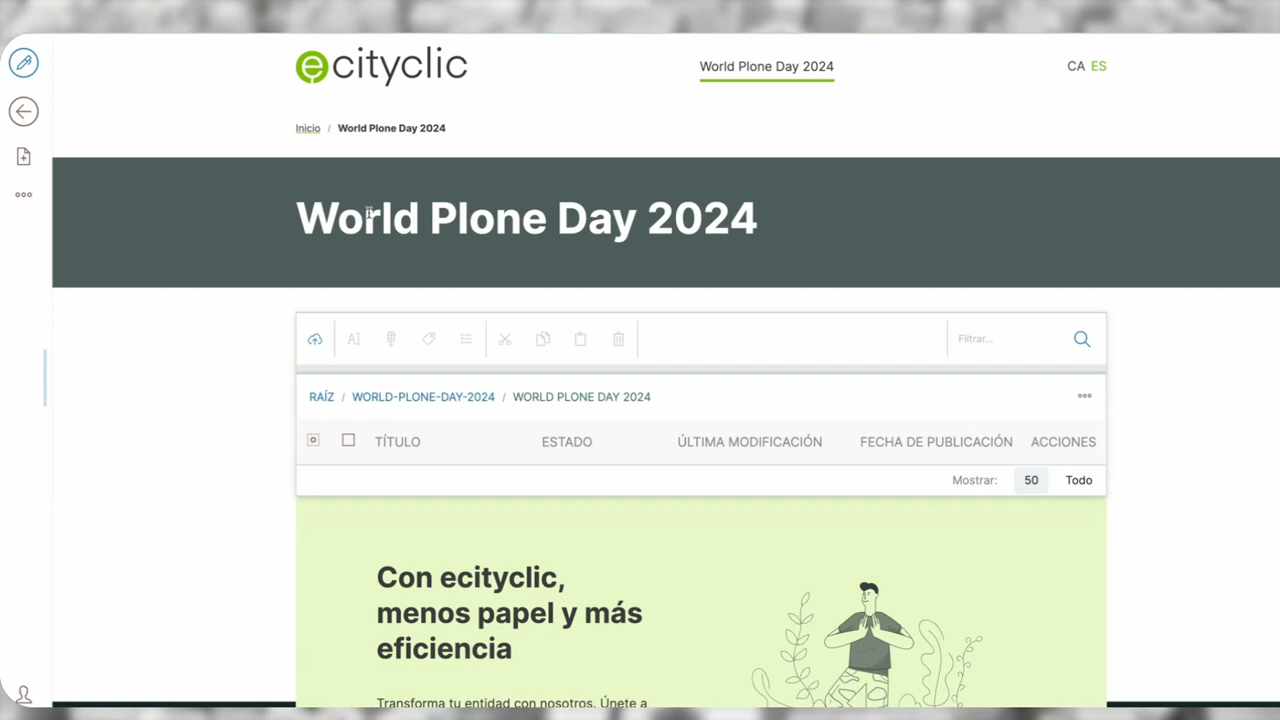 ecityclic
World Plone Day 2024
CA ES
Inicio / World Plone Day 2024
World Plone Day 2024
AI
Filtrar...
RAÍZ / WORLD-PLONE-DAY-2024 / WORLD PLONE DAY 2024
TÍTULO ESTADO ÚLTIMA MODIFICACIÓN FECHA DE PUBLICACIÓN ACCIONES
Mostrar: 50 Todo
Con ecityclic,
menos papel y más
eficiencia
Transforma tu entidad con nosotros. Únete a